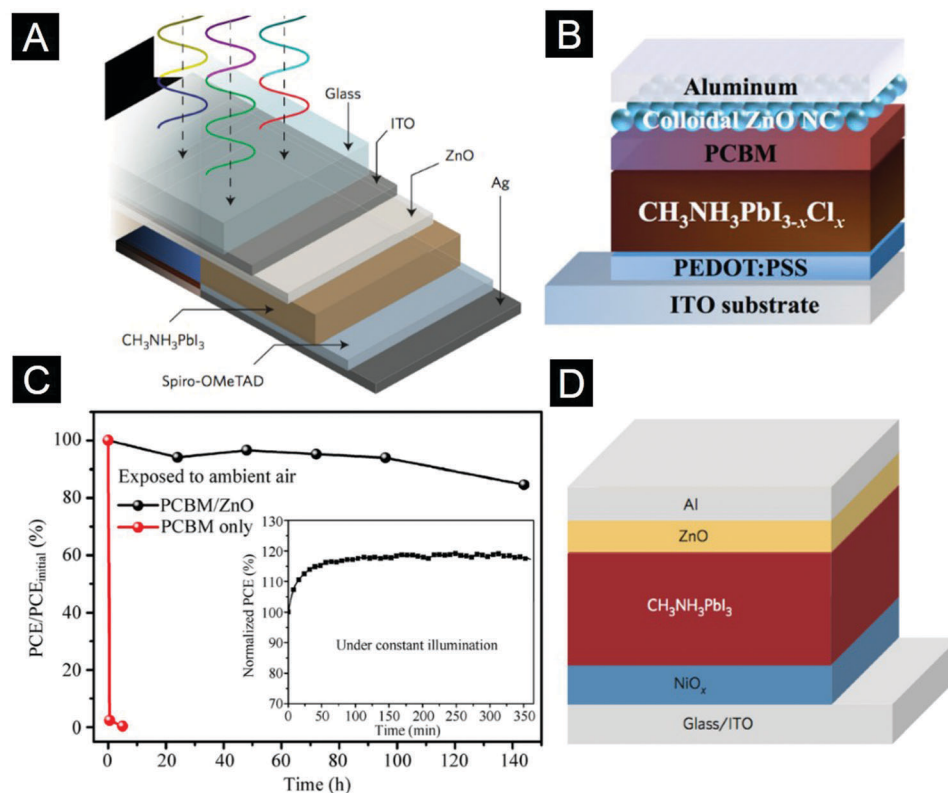 A
Glass
ITO
ZnO
Ag
CH₃NH₃PbI₃
Spiro-OMeTAD
B
Aluminum
Colloidal ZnO NC
PCBM
CH₃NH₃PbI₃₋ₓClₓ
PEDOT:PSS
ITO substrate
C
PCE/PCEinitial (%)
100
80
60
40
20
0
Exposed to ambient air
PCBM/ZnO
PCBM only
Normalized PCE (%)
130
120
110
100
90
80
70
Under constant illumination
0 50 100 150 200 250 300 350
Time (min)
0 20 40 60 80 100 120 140
Time (h)
D
Al
ZnO
CH₃NH₃PbI₃
NiOₓ
Glass/ITO